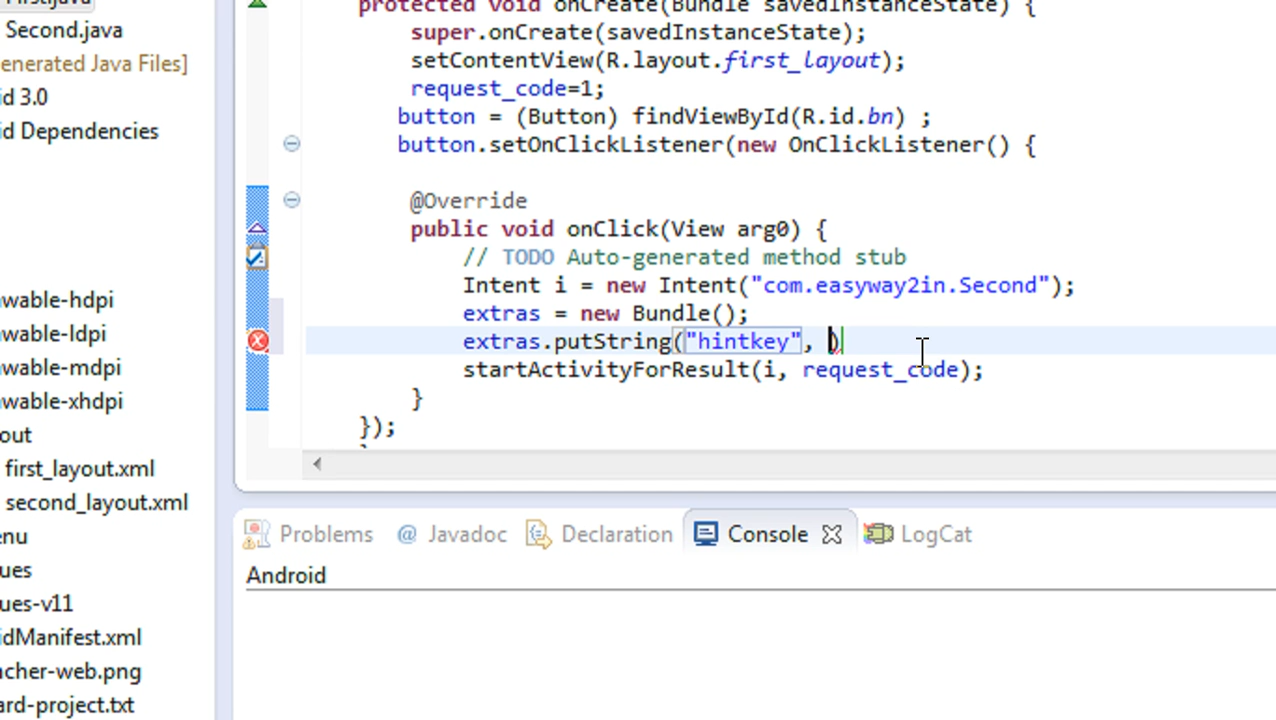 Second.java
enerated Java Files]
id 3.0
id Dependencies
wable-hdpi
wable-ldpi
wable-mdpi
wable-xhdpi
out
first_layout.xml
second_layout.xml
enu
ues
ues-v11
idManifest.xml
ncher-web.png
ard-project.txt
protected void onCreate(Bundle savedInstanceState) {
super.onCreate(savedInstanceState);
setContentView(R.layout.first_layout);
request_code=1;
button = (Button) findViewById(R.id.bn) ;
button.setOnClickListener(new OnClickListener() {
@Override
public void onClick(View arg0) {
// TODO Auto-generated method stub
Intent i = new Intent("com.easyway2in.Second");
extras = new Bundle();
extras.putString("hintkey", )
startActivityForResult(i, request_code);
}
});
Problems @ Javadoc Declaration Console LogCat
Android